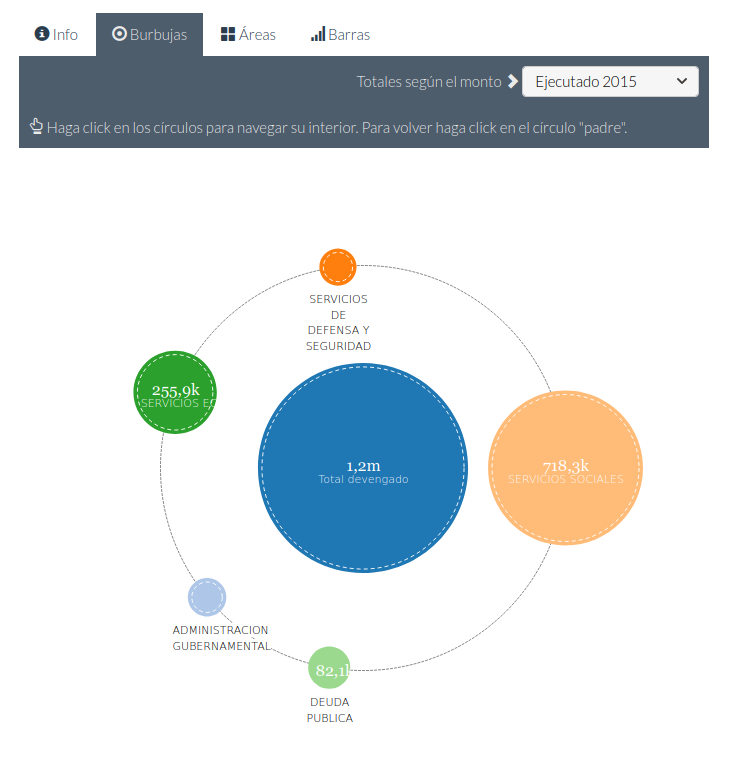 Info
Burbujas
Áreas
Barras
Totales según el monto
Ejecutado 2015
Haga click en los círculos para navegar su interior. Para volver haga click en el círculo "padre".
SERVICIOS
DE
DEFENSA Y
SEGURIDAD
255,9k
SERVICIOS EC
1,2m
Total devengado
718,3k
SERVICIOS SOCIALES
ADMINISTRACION
GUBERNAMENTAL
82,1k
DEUDA
PUBLICA